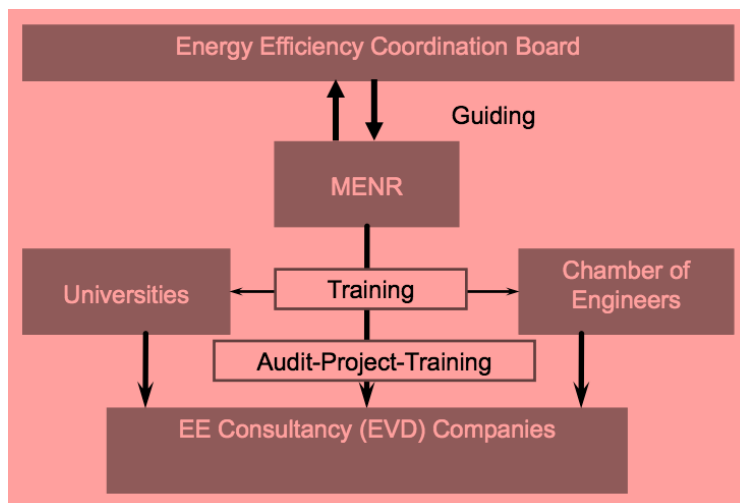 Energy Efficiency Coordination Board
Guiding
MENR
Universities
Training
Chamber of
Engineers
Audit-Project-Training
EE Consultancy (EVD) Companies